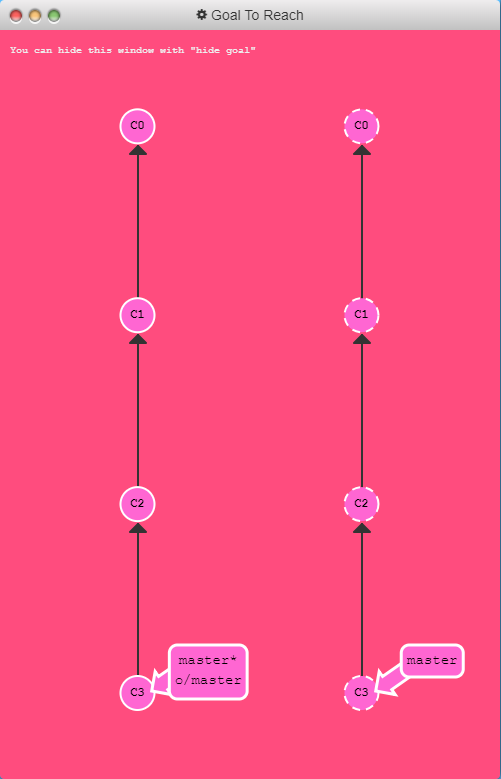 Goal To Reach
You can hide this window with "hide goal"
C0
C0
C1
C1
C2
C2
master*
o/master
master
C3
C3